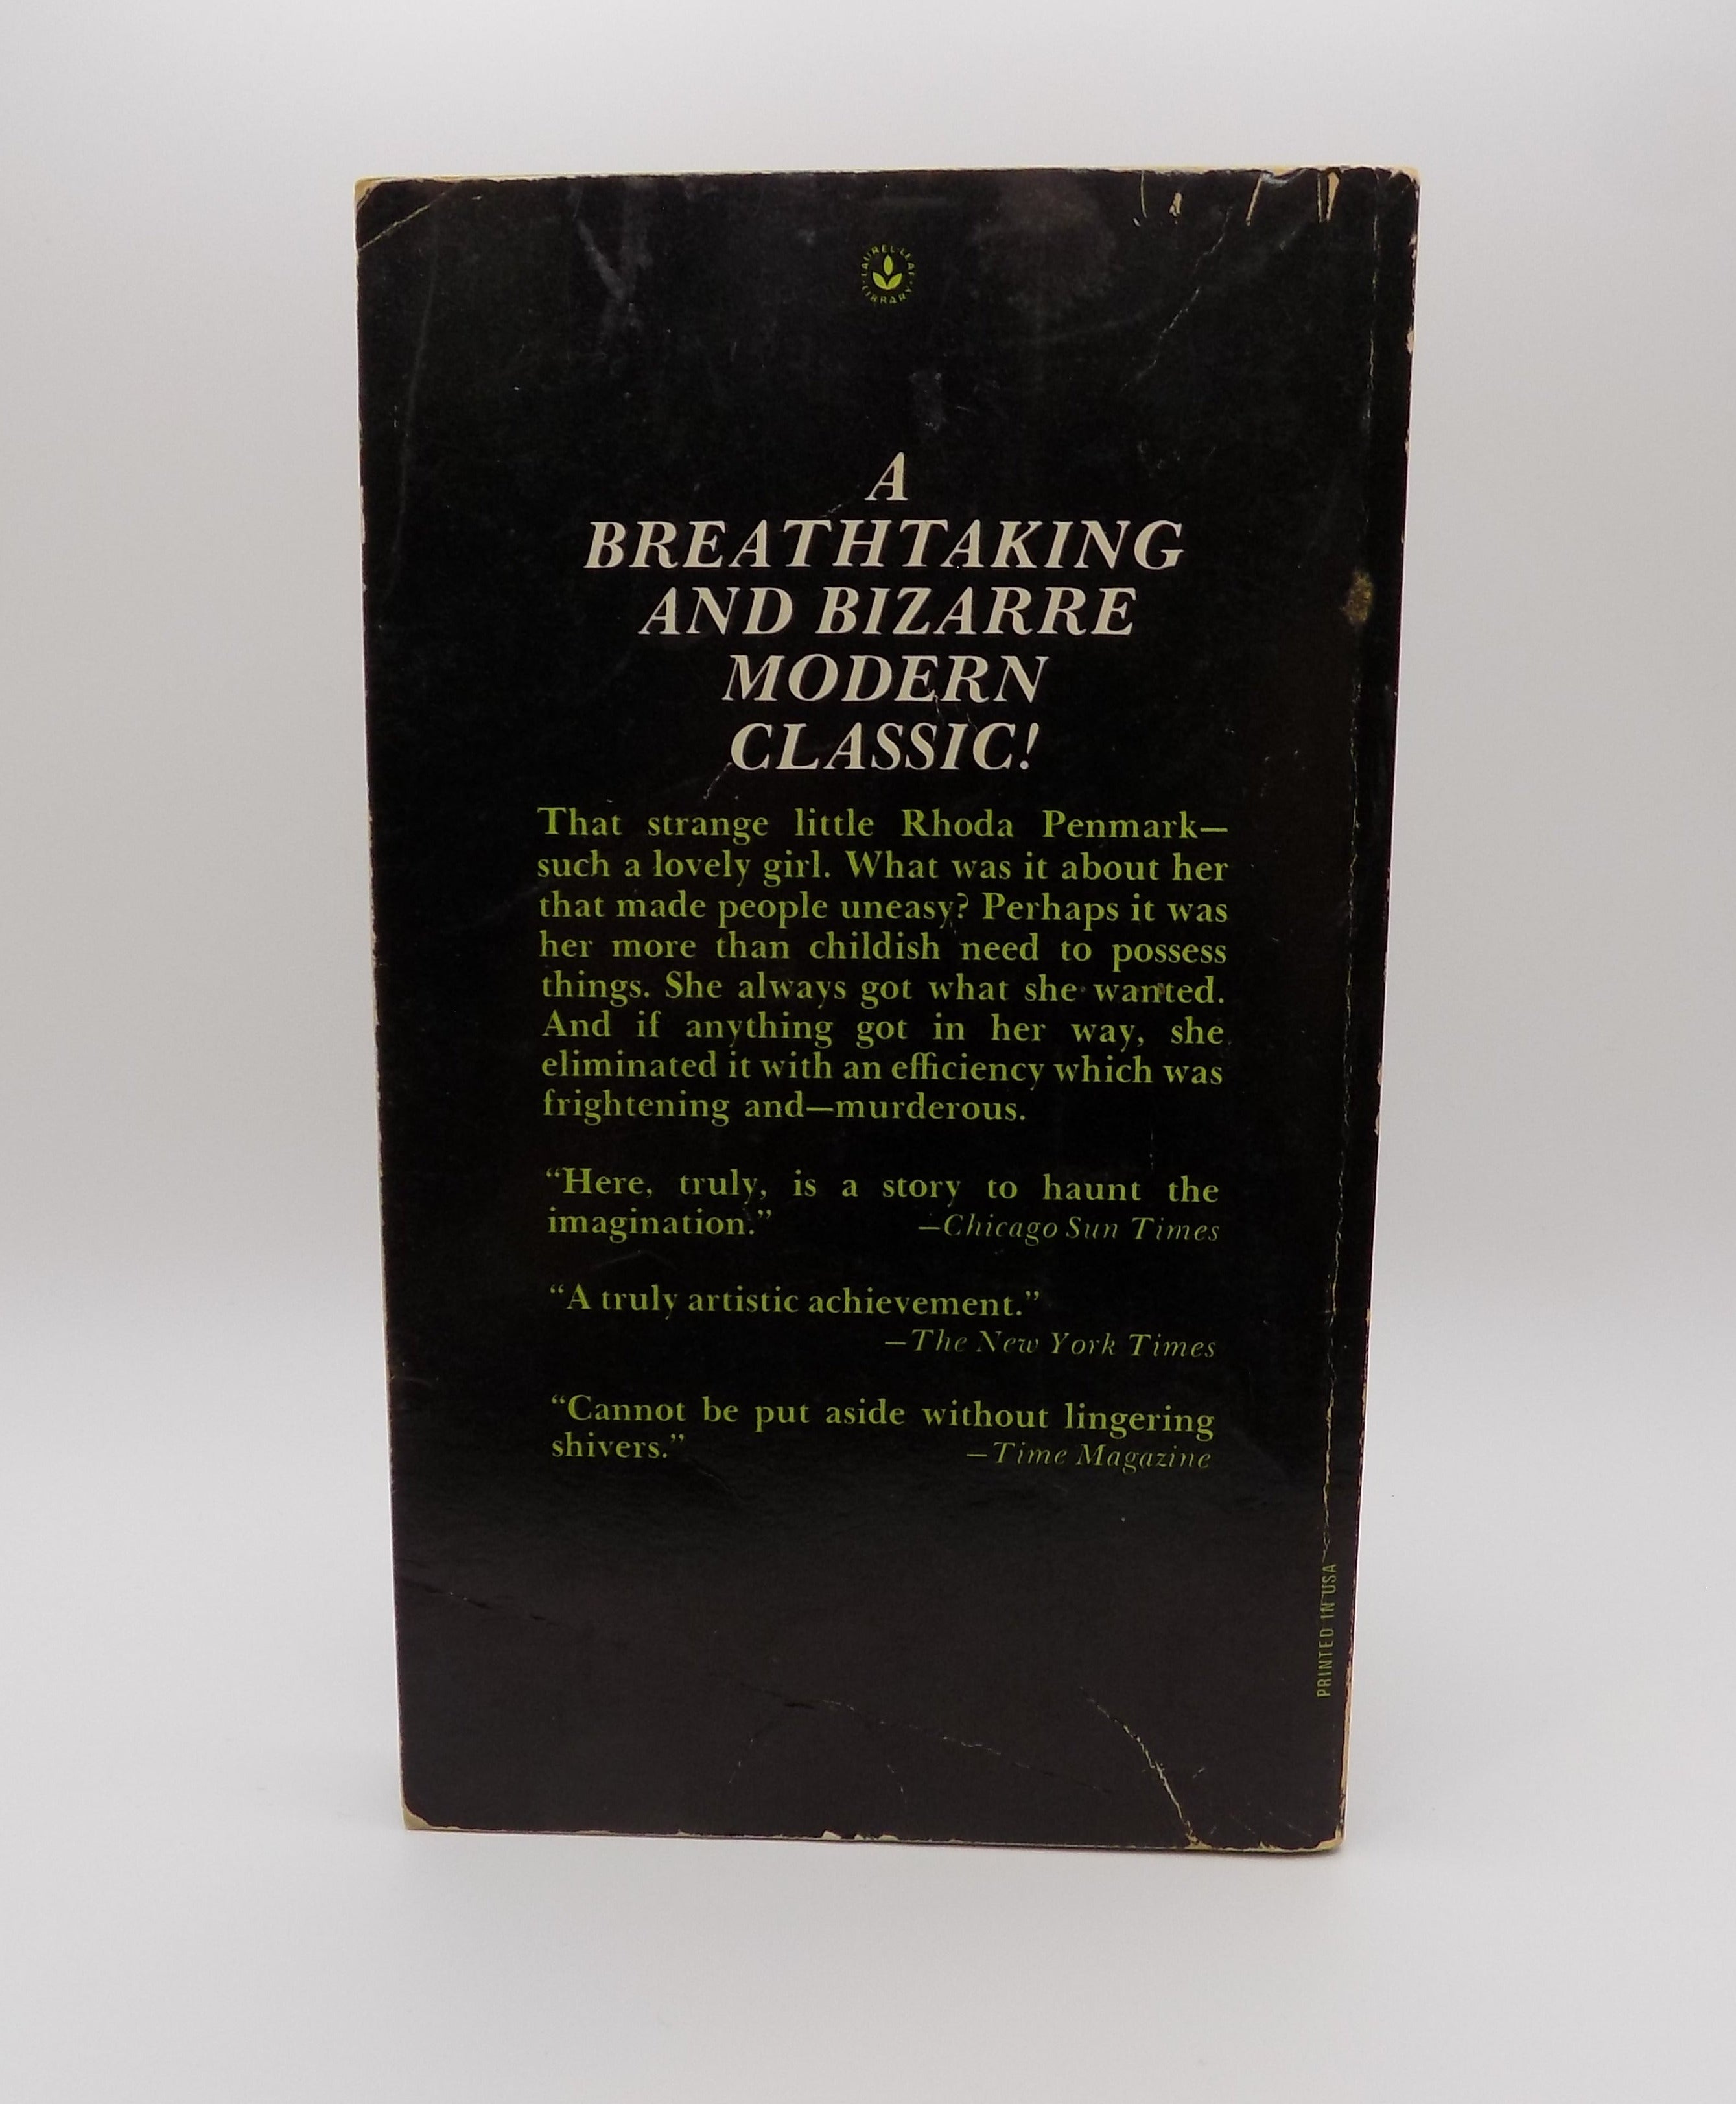 LAUREL-LEAF
LIBRARY
A
BREATHTAKING
AND BIZARRE
MODERN
CLASSIC!
That strange little Rhoda Penmark—
such a lovely girl. What was it about her
that made people uneasy? Perhaps it was
her more than childish need to possess
things. She always got what she wanted.
And if anything got in her way, she
eliminated it with an efficiency which was
frightening and—murderous.
“Here, truly, is a story to haunt the
imagination.” —Chicago Sun Times
“A truly artistic achievement.”
—The New York Times
“Cannot be put aside without lingering
shivers.” —Time Magazine
PRINTED IN USA